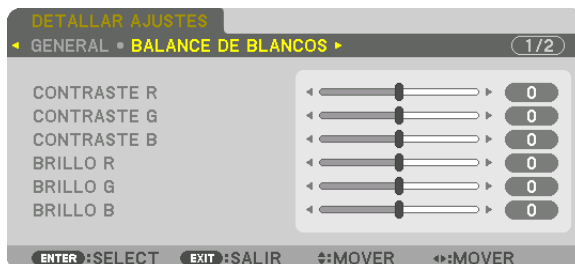 DETALLAR AJUSTES
GENERAL • BALANCE DE BLANCOS 1/2
CONTRASTE R 0
CONTRASTE G 0
CONTRASTE B 0
BRILLO R 0
BRILLO G 0
BRILLO B 0
ENTER :SELECT EXIT :SALIR :MOVER :MOVER